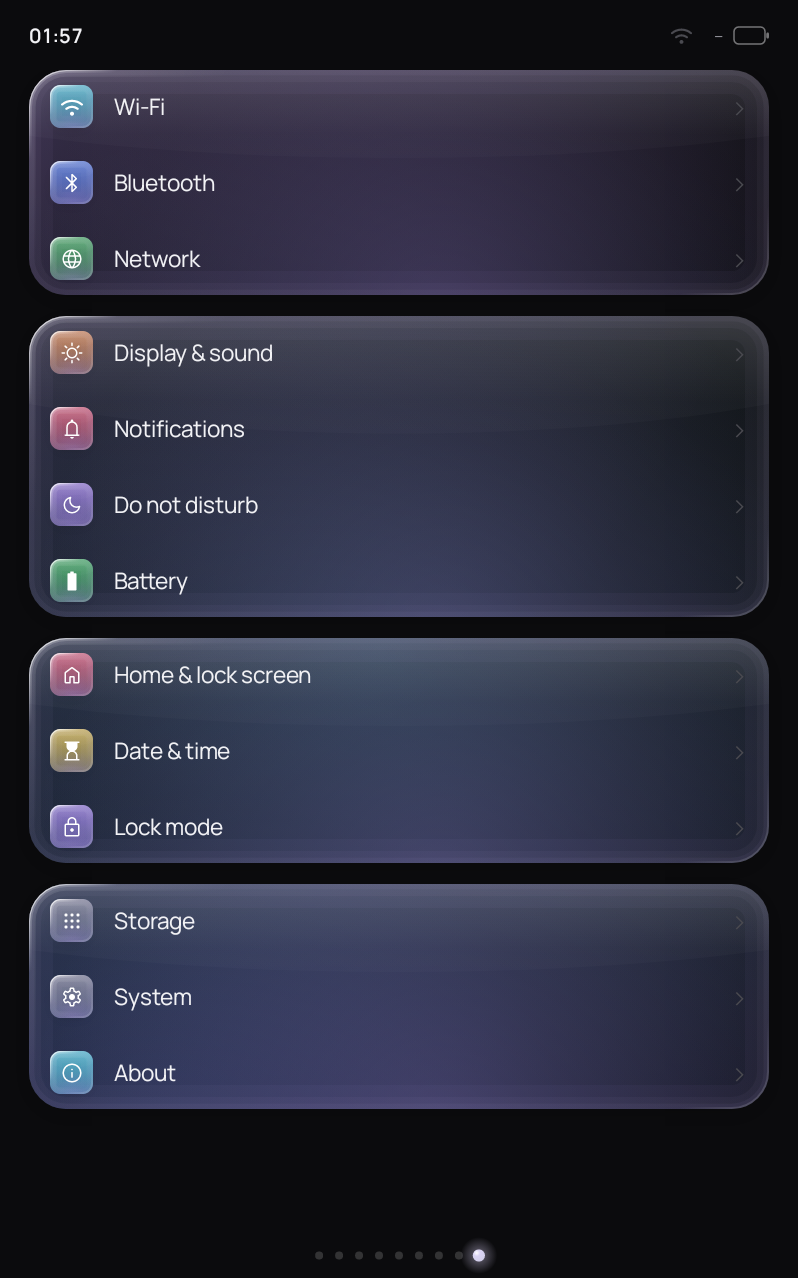 01:57
–
Wi-Fi
Bluetooth
Network
Display & sound
Notifications
Do not disturb
Battery
Home & lock screen
Date & time
Lock mode
Storage
System
About